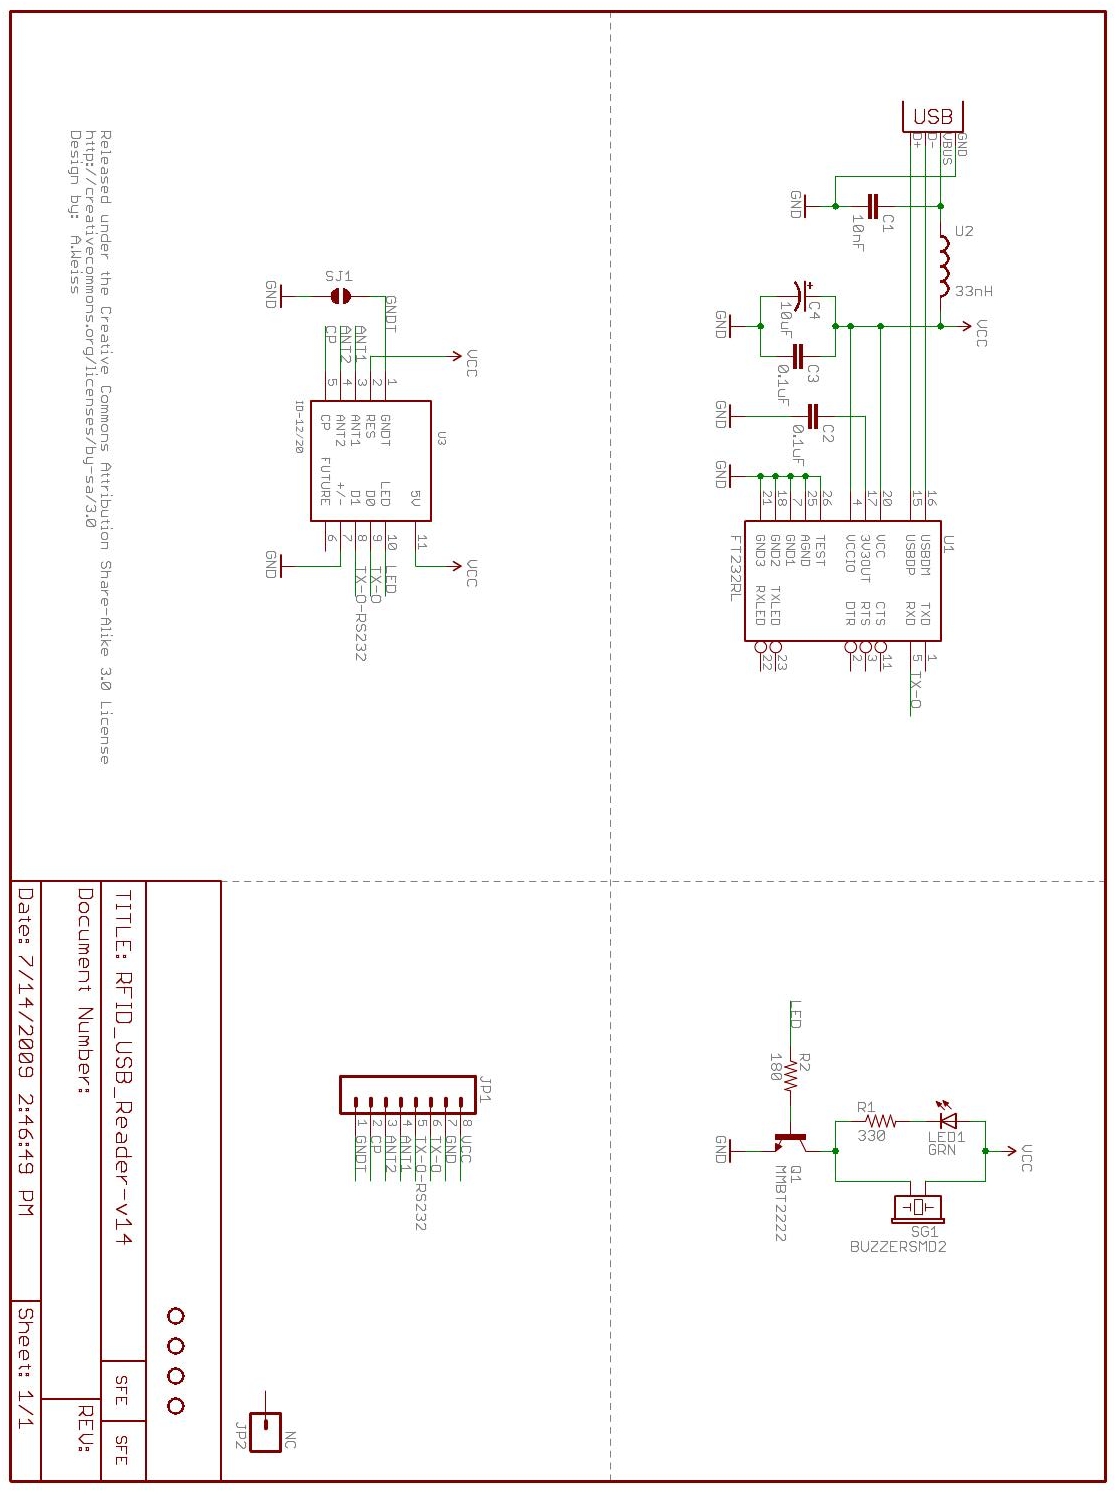 USB
D+
D-
VBUS
GND
GND
C1
10nF
U2
33nH
VCC
GND
C4
10uF
C3
0.1uF
GND
C2
0.1uF
GND
21
18
7
25
26
4
17
20
15
16
U1
FT232RL
GND3
GND2
GND1
AGND
TEST
VCCIO
3V3OUT
VCC
USBDP
USBDM
RXLED
TXLED
DTR
RTS
CTS
RXD
TXD
22
23
2
3
11
5
1
TX-O
SJ1
GND
GNDT
CP
ANT2
ANT1
VCC
5
4
3
2
1
U3
ID-12/20
CP
ANT2
ANT1
RES
GNDT
FUTURE
+/-
D1
D0
LED
5V
6
7
8
9
10
11
GND
TX-O-RS232
TX-O
LED
VCC
LED
R2
180
GND
Q1
MMBT2222
R1
330
LED1
GRN
VCC
SG1
BUZZERSMD2
JP1
8 VCC
7 GND
6 TX-O
5 TX-O-RS232
4 ANT1
3 ANT2
2 CP
1 GNDT
NC
JP2
Released under the Creative Commons Attribution Share-Alike 3.0 License
http://creativecommons.org/licenses/by-sa/3.0
Design by: A.Weiss
TITLE: RFID_USB_Reader-v14
SFE
SFE
Document Number:
REV:
Date: 7/14/2009 2:46:49 PM
Sheet: 1/1